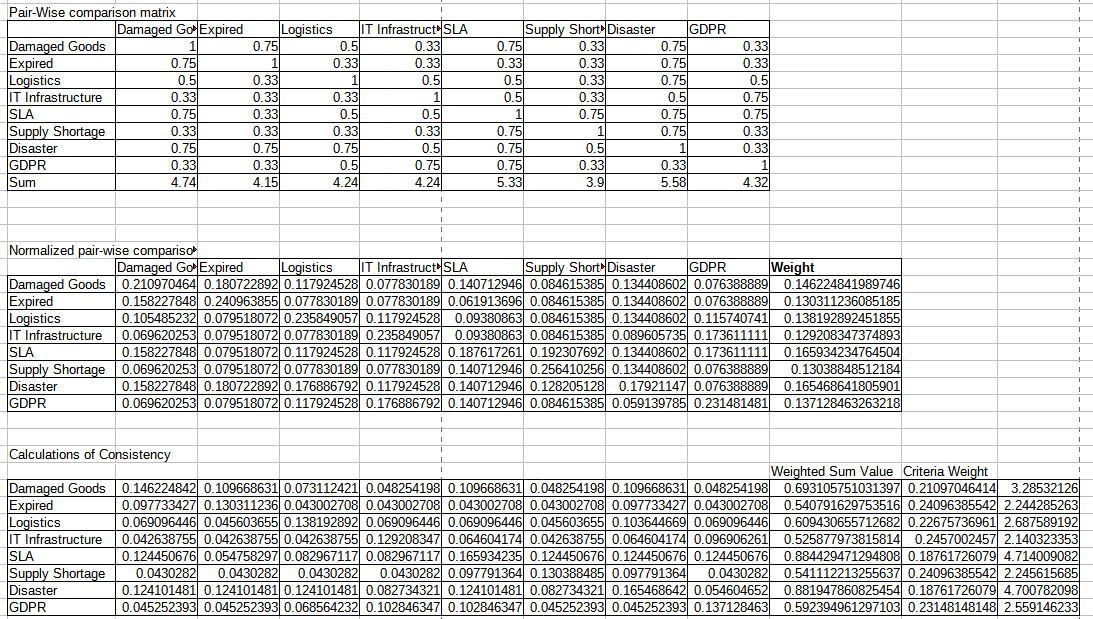 Pair-Wise comparison matrix
Damaged Go Expired Logistics IT Infrastruct SLA Supply Short Disaster GDPR
Damaged Goods 1 0.75 0.5 0.33 0.75 0.33 0.75 0.33
Expired 0.75 1 0.33 0.33 0.33 0.33 0.75 0.33
Logistics 0.5 0.33 1 0.5 0.5 0.33 0.75 0.5
IT Infrastructure 0.33 0.33 0.33 1 0.5 0.33 0.5 0.75
SLA 0.75 0.33 0.5 0.5 1 0.75 0.75 0.75
Supply Shortage 0.33 0.33 0.33 0.33 0.75 1 0.75 0.33
Disaster 0.75 0.75 0.75 0.5 0.75 0.5 1 0.33
GDPR 0.33 0.33 0.5 0.75 0.75 0.33 0.33 1
Sum 4.74 4.15 4.24 4.24 5.33 3.9 5.58 4.32
Normalized pair-wise compariso
Damaged Go Expired Logistics IT Infrastruct SLA Supply Short Disaster GDPR Weight
Damaged Goods 0.210970464 0.180722892 0.117924528 0.077830189 0.140712946 0.084615385 0.134408602 0.076388889 0.146224841989746
Expired 0.158227848 0.240963855 0.077830189 0.077830189 0.061913696 0.084615385 0.134408602 0.076388889 0.130311236085185
Logistics 0.105485232 0.079518072 0.235849057 0.117924528 0.09380863 0.084615385 0.134408602 0.115740741 0.138192892451855
IT Infrastructure 0.069620253 0.079518072 0.077830189 0.235849057 0.09380863 0.084615385 0.089605735 0.173611111 0.129208347374893
SLA 0.158227848 0.079518072 0.117924528 0.117924528 0.187617261 0.192307692 0.134408602 0.173611111 0.165934234764504
Supply Shortage 0.069620253 0.079518072 0.077830189 0.077830189 0.140712946 0.256410256 0.134408602 0.076388889 0.13038848512184
Disaster 0.158227848 0.180722892 0.176886792 0.117924528 0.140712946 0.128205128 0.17921147 0.076388889 0.165468641805901
GDPR 0.069620253 0.079518072 0.117924528 0.176886792 0.140712946 0.084615385 0.059139785 0.231481481 0.137128463263218
Calculations of Consistency
Weighted Sum Value Criteria Weight
Damaged Goods 0.146224842 0.109668631 0.073112421 0.048254198 0.109668631 0.048254198 0.109668631 0.048254198 0.693105751031397 0.21097046414 3.28532126
Expired 0.097733427 0.130311236 0.043002708 0.043002708 0.043002708 0.043002708 0.097733427 0.043002708 0.540791629753516 0.24096385542 2.244285263
Logistics 0.069096446 0.045603655 0.138192892 0.069096446 0.069096446 0.045603655 0.103644669 0.069096446 0.609430655712682 0.22675736961 2.687589192
IT Infrastructure 0.042638755 0.042638755 0.042638755 0.129208347 0.064604174 0.042638755 0.064604174 0.096906261 0.525877973815814 0.2457002457 2.140323353
SLA 0.124450676 0.054758297 0.082967117 0.082967117 0.165934235 0.124450676 0.124450676 0.124450676 0.884429471294808 0.18761726079 4.714009082
Supply Shortage 0.0430282 0.0430282 0.0430282 0.0430282 0.097791364 0.130388485 0.097791364 0.0430282 0.541112213255637 0.24096385542 2.245615685
Disaster 0.124101481 0.124101481 0.124101481 0.082734321 0.124101481 0.082734321 0.165468642 0.054604652 0.881947860825454 0.18761726079 4.700782098
GDPR 0.045252393 0.045252393 0.068564232 0.102846347 0.102846347 0.045252393 0.045252393 0.137128463 0.592394961297103 0.23148148148 2.559146233